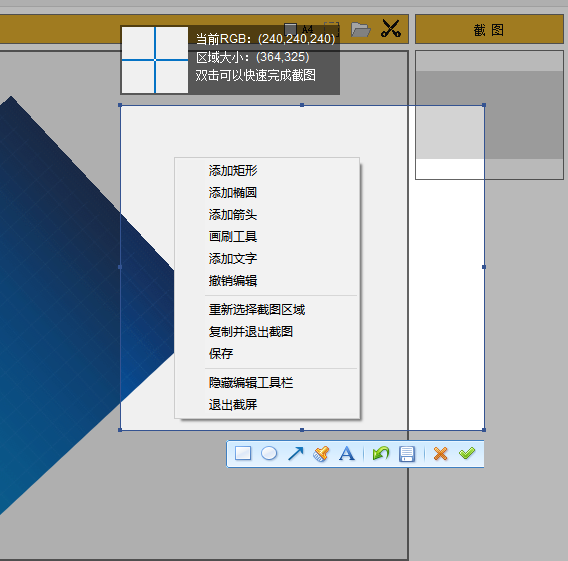 A4
截 图
当前RGB：(240,240,240)
区域大小：(364,325)
双击可以快速完成截图
添加矩形
添加椭圆
添加箭头
画刷工具
添加文字
撤销编辑
重新选择截图区域
复制并退出截图
保存
隐藏编辑工具栏
退出截屏
A